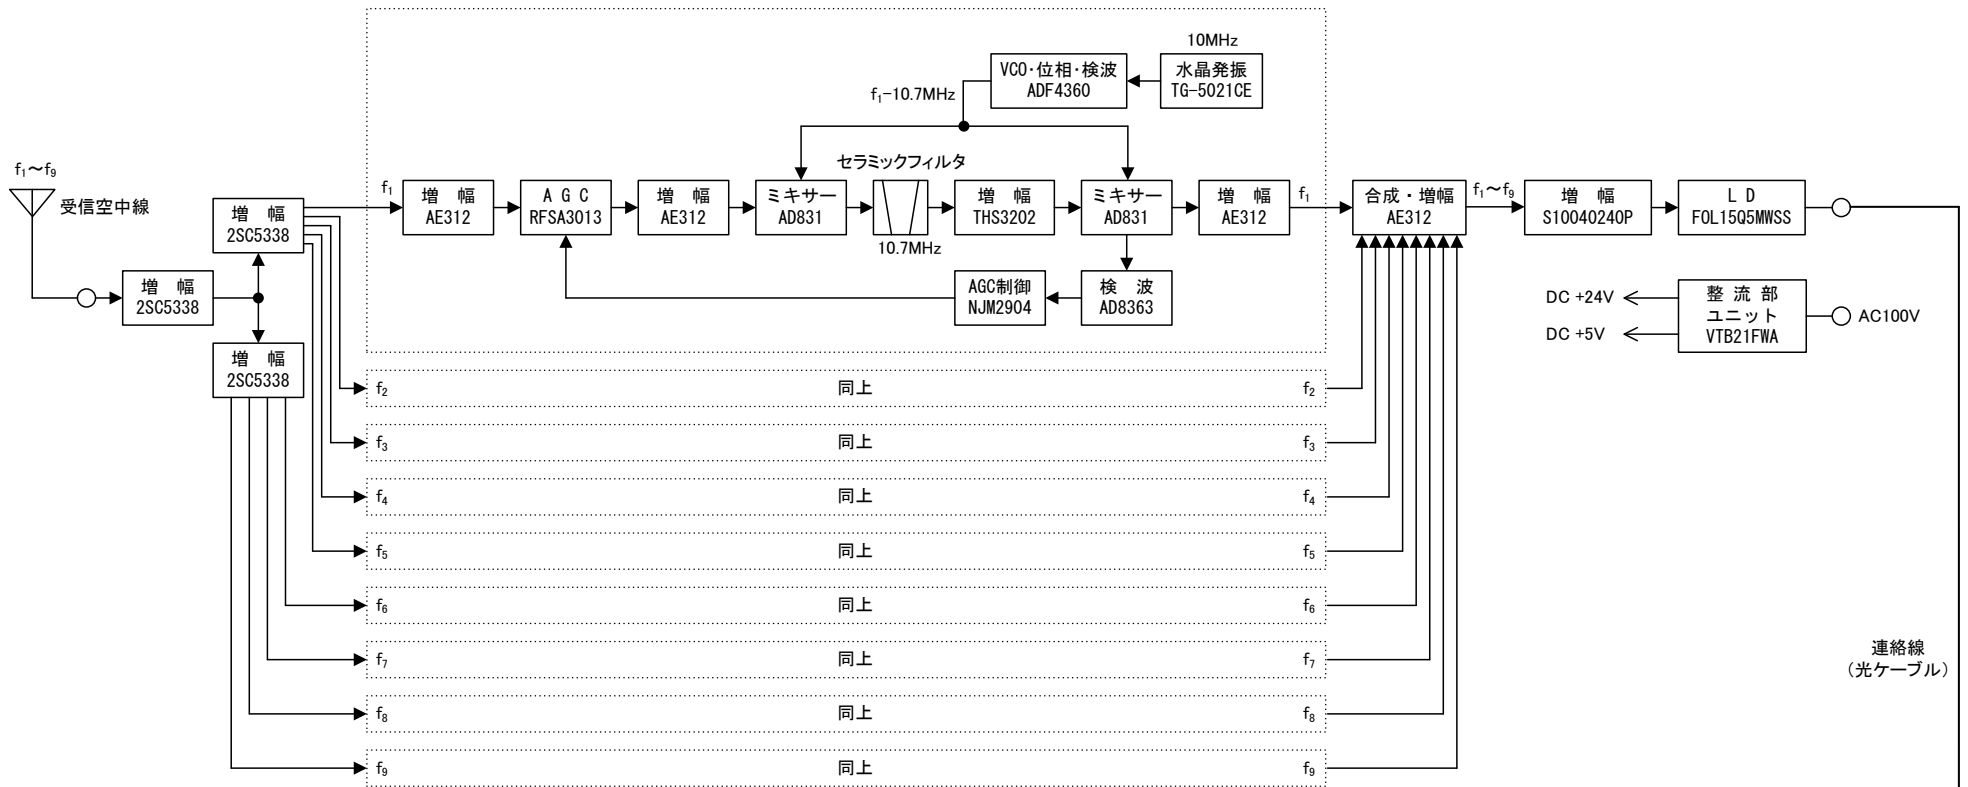 f₁～f₉
受信空中線
増　幅
2SC5338
増　幅
2SC5338
増　幅
2SC5338
10MHz
VCO･位相･検波
ADF4360
水晶発振
TG-5021CE
f₁-10.7MHz
セラミックフィルタ
f₁
増　幅
AE312
A G C
RFSA3013
増　幅
AE312
ミキサー
AD831
10.7MHz
増　幅
THS3202
ミキサー
AD831
増　幅
AE312
f₁
AGC制御
NJM2904
検　波
AD8363
合成・増幅
AE312
f₁～f₉
増　幅
S10040240P
L D
FOL15Q5MWSS
DC +24V
DC +5V
整 流 部
ユニット
VTB21FWA
AC100V
f₂ 同上 f₂
f₃ 同上 f₃
f₄ 同上 f₄
f₅ 同上 f₅
f₆ 同上 f₆
f₇ 同上 f₇
f₈ 同上 f₈
f₉ 同上 f₉
連絡線
（光ケーブル）